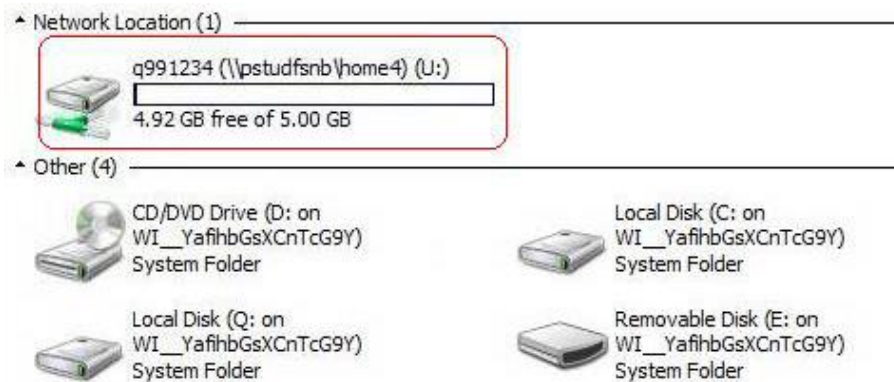 Network Location (1)
q991234 (\\pstudfsnb\home4) (U:)
4.92 GB free of 5.00 GB
Other (4)
CD/DVD Drive (D: on
WI__YafihbGsXCnTcG9Y)
System Folder
Local Disk (C: on
WI__YafihbGsXCnTcG9Y)
System Folder
Local Disk (Q: on
WI__YafihbGsXCnTcG9Y)
System Folder
Removable Disk (E: on
WI__YafihbGsXCnTcG9Y)
System Folder